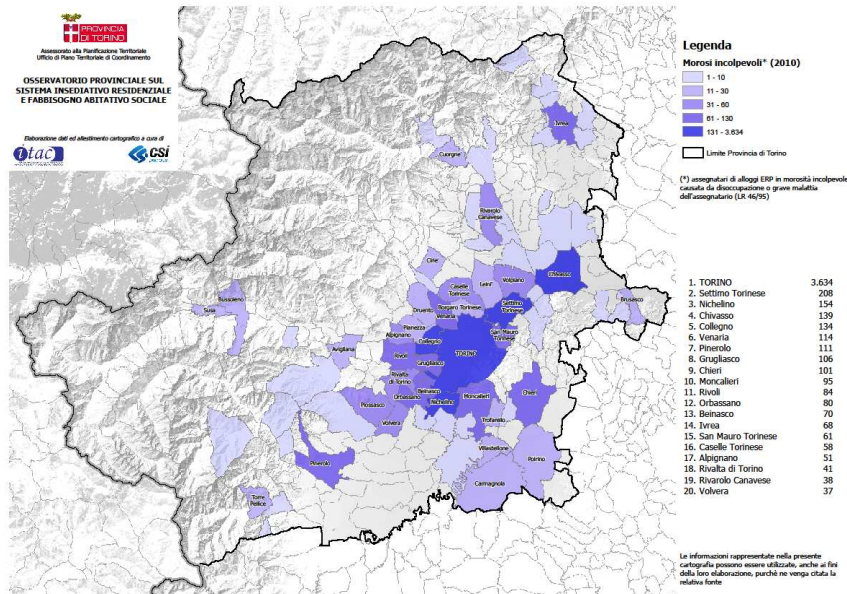 PROVINCIA
DI TORINO
Assessorato alla Pianificazione Territoriale
Ufficio di Piano Territoriale di Coordinamento
OSSERVATORIO PROVINCIALE SUL
SISTEMA INSEDIATIVO RESIDENZIALE
E FABBISOGNO ABITATIVO SOCIALE
Elaborazione dati ed allestimento cartografico a cura di
itac
CSI
Ivrea
Cuorgne'
Rivarolo
Canavese
Cirie'
Caselle
Torinese
Leini'
Volpiano
Chivasso
Brusasco
Bussoleno
Susa
Druento
Borgaro Torinese
Venaria
Settimo
Torinese
Pianezza
Alpignano
Collegno
San Mauro
Torinese
Avigliana
Rivoli
Grugliasco
TORINO
Rivalta
di Torino
Beinasco
Orbassano
Nichelino
Moncalieri
Chieri
Piossasco
Volvera
Trofarello
Villastellone
Poirino
Pinerolo
Carmagnola
Torre
Pellice
Legenda
Morosi incolpevoli* (2010)
1 - 10
11 - 30
31 - 60
61 - 130
131 - 3.634
Limite Provincia di Torino
(*) assegnatari di alloggi ERP in morosità incolpevole
causata da disoccupazione o grave malattia
dell'assegnatario (LR 46/95)
1. TORINO 3.634
2. Settimo Torinese 208
3. Nichelino 154
4. Chivasso 139
5. Collegno 134
6. Venaria 114
7. Pinerolo 111
8. Grugliasco 106
9. Chieri 101
10. Moncalieri 95
11. Rivoli 84
12. Orbassano 80
13. Beinasco 70
14. Ivrea 68
15. San Mauro Torinese 61
16. Caselle Torinese 58
17. Alpignano 51
18. Rivalta di Torino 41
19. Rivarolo Canavese 38
20. Volvera 37
Le informazioni rappresentate nella presente
cartografia possono essere utilizzate, anche ai fini
della loro elaborazione, purchè ne venga citata la
relativa fonte